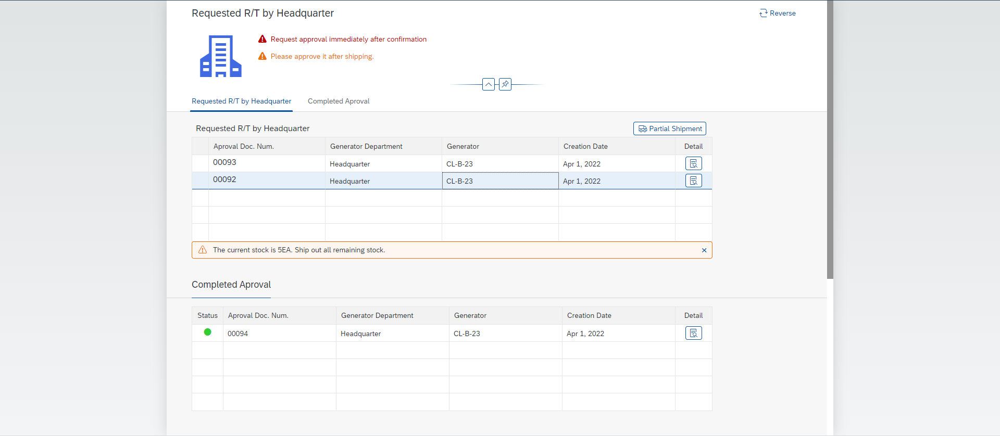 Requested R/T by Headquarter
Reverse
Request approval immediately after confirmation
Please approve it after shipping.
Requested R/T by Headquarter Completed Aproval
Requested R/T by Headquarter
Partial Shipment
Aproval Doc. Num. Generator Department Generator Creation Date Detail
00093 Headquarter CL-B-23 Apr 1, 2022
00092 Headquarter CL-B-23 Apr 1, 2022
The current stock is 5EA. Ship out all remaining stock.
Completed Aproval
Status Aproval Doc. Num. Generator Department Generator Creation Date Detail
00094 Headquarter CL-B-23 Apr 1, 2022